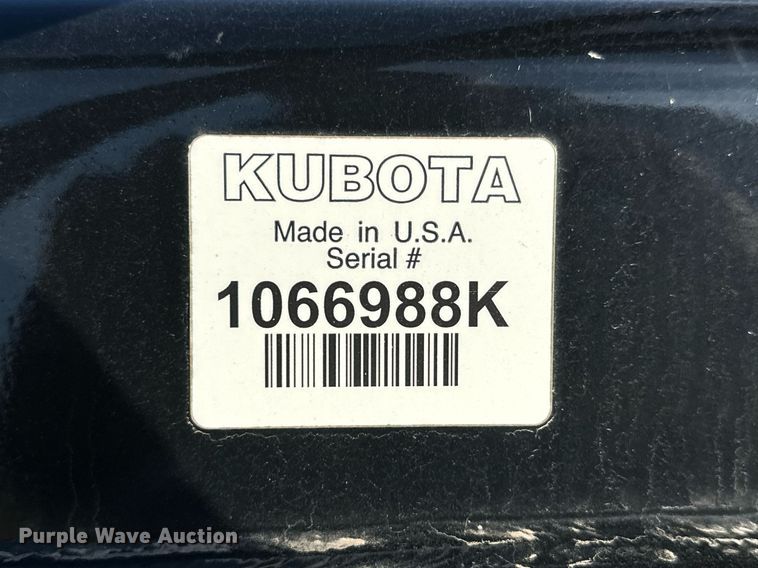 KUBOTA
Made in U.S.A.
Serial #
1066988K
Purple Wave Auction